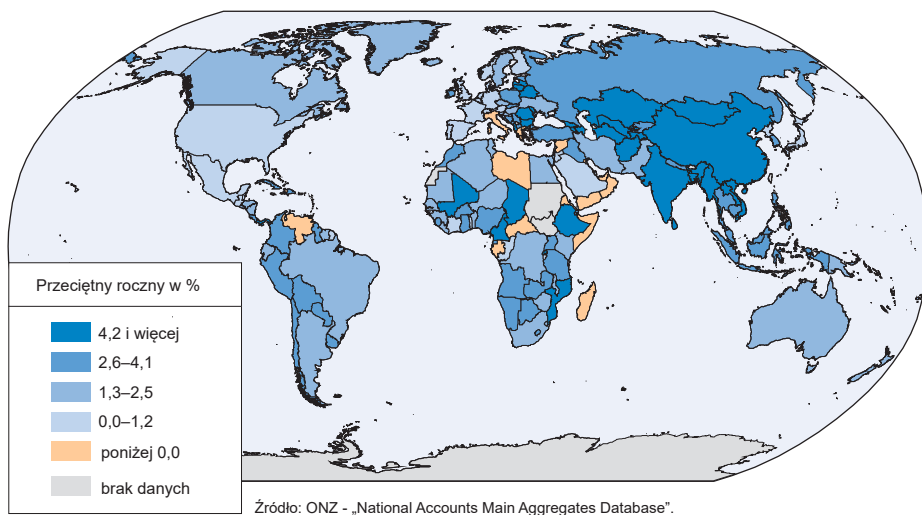 Przeciętny roczny w %
4,2 i więcej
2,6–4,1
1,3–2,5
0,0–1,2
poniżej 0,0
brak danych
Źródło: ONZ - „National Accounts Main Aggregates Database”.